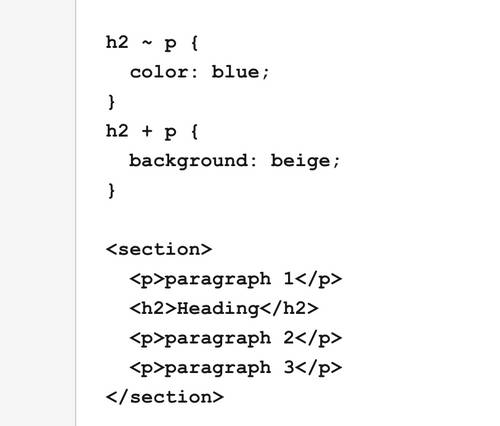 h2 ~ p {
  color: blue;
}
h2 + p {
  background: beige;
}

<section>
  <p>paragraph 1</p>
  <h2>Heading</h2>
  <p>paragraph 2</p>
  <p>paragraph 3</p>
</section>